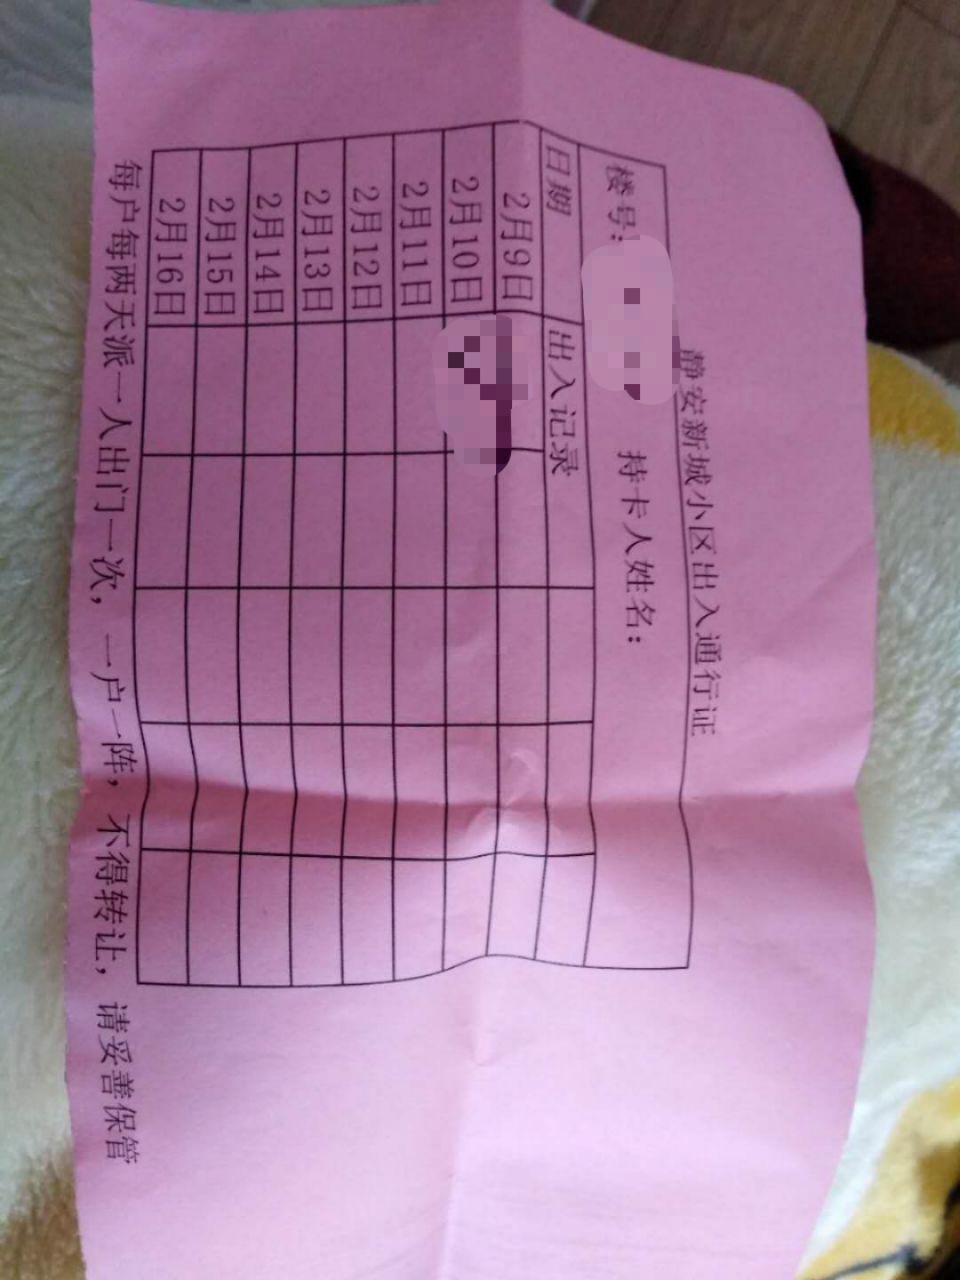 静安新城小区出入通行证
楼号： 持卡人姓名：
日期 出入记录
2月9日
2月10日
2月11日
2月12日
2月13日
2月14日
2月15日
2月16日
每户每两天派一人出门一次，一户一阵，不得转让，请妥善保管